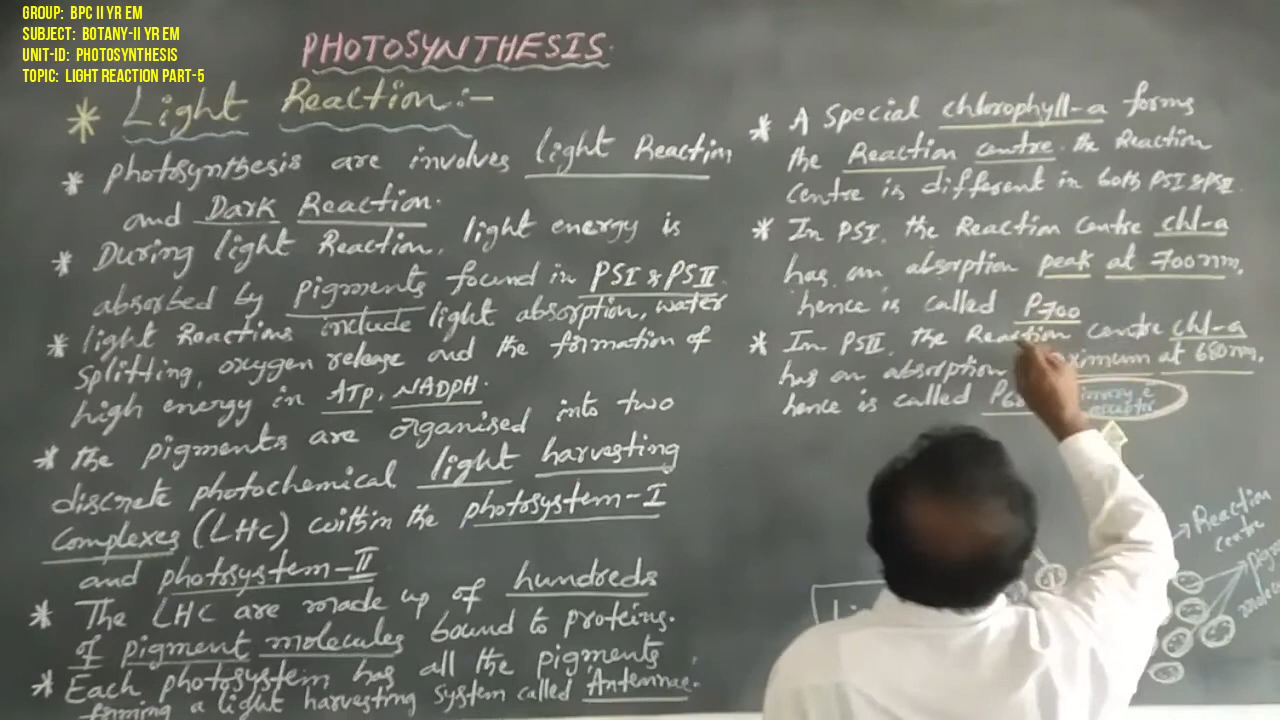 GROUP: BPC II YR EM
SUBJECT: BOTANY-II YR EM
UNIT-ID: PHOTOSYNTHESIS
TOPIC: LIGHT REACTION PART-5
PHOTOSYNTHESIS
* Light Reaction:-
* photosynthesis are involves light Reaction
and Dark Reaction.
* During light Reaction, light energy is
absorbed by pigments found in PSI & PSII
* light Reactions include light absorption, water
splitting, oxygen release and the formation of
high energy in ATP, NADPH.
* the pigments are organised into two
discrete photochemical light harvesting
Complexes (LHC) within the photosystem-I
and photosystem-II
* The LHC are made up of hundreds
of pigment molecules bound to proteins.
* Each photosystem has all the pigments
forming a light harvesting system called Antennae.
* A Special chlorophyll-a forms
the Reaction centre. the Reaction
centre is different in both PSI & PSII
* In PSI, the Reaction centre chl-a
has an absorption peak at 700nm,
hence is called P700
* In PSII, the Reaction centre chl-a
has an absorption at 680nm,
hence is called
Reaction
centre